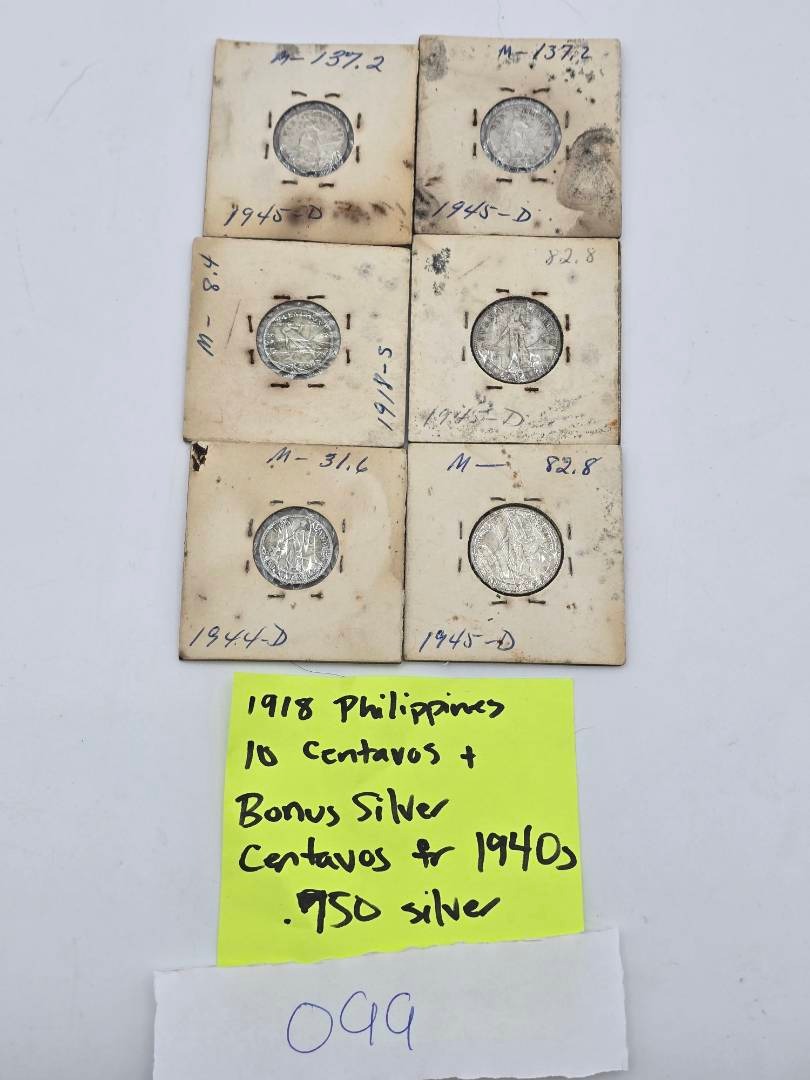 M-137.2
1945-D
M-137.2
1945-D
M-8.4
1918-S
82.8
1945-D
M-31.6
1944-D
M— 82.8
1945-D
1918 Philippines
10 Centavos +
Bonus Silver
Centavos fr 1940s
.750 silver
099